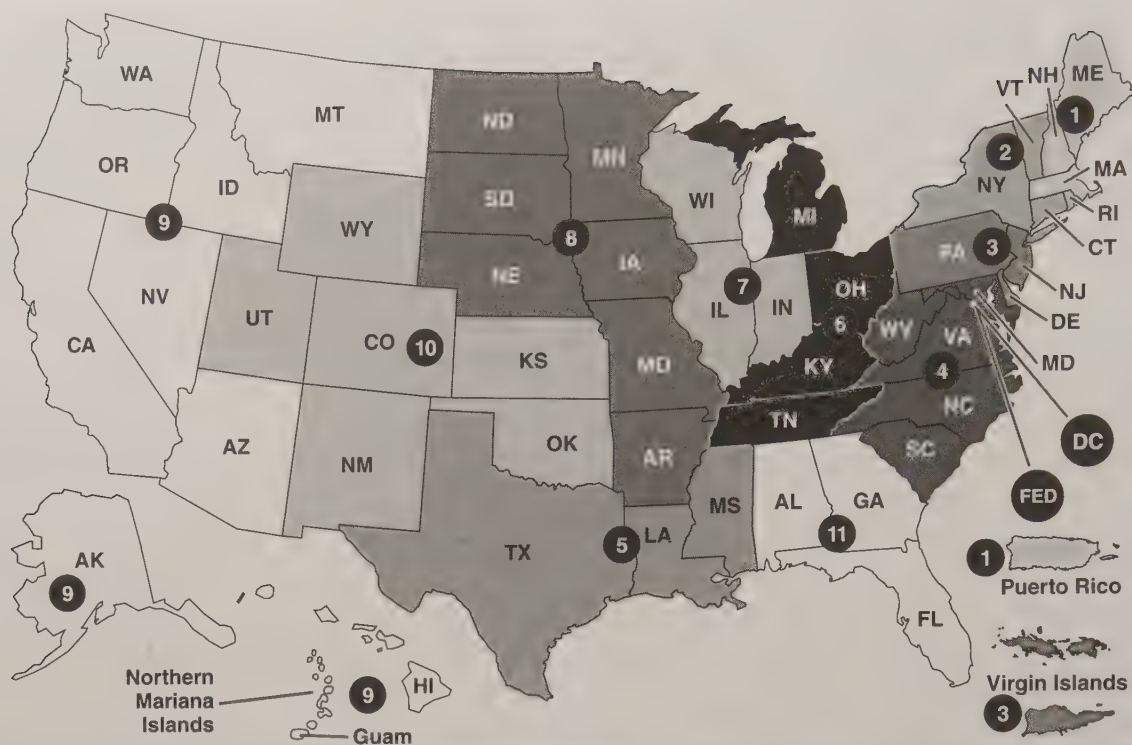 WA
MT
ND
MN
VT
NH
ME
1
2
OR
ID
SD
WI
MI
NY
MA
WY
RI
9
8
PA
3
CT
NE
IA
7
OH
NJ
NV
UT
IL
IN
DE
CA
CO
10
6
WV
VA
MD
KS
MD
KY
4
NC
DC
AZ
NM
OK
TN
AR
SC
FED
MS
AL
GA
TX
5
LA
11
1
AK
Puerto Rico
9
FL
Northern
Mariana
Islands
9
HI
Virgin Islands
3
Guam